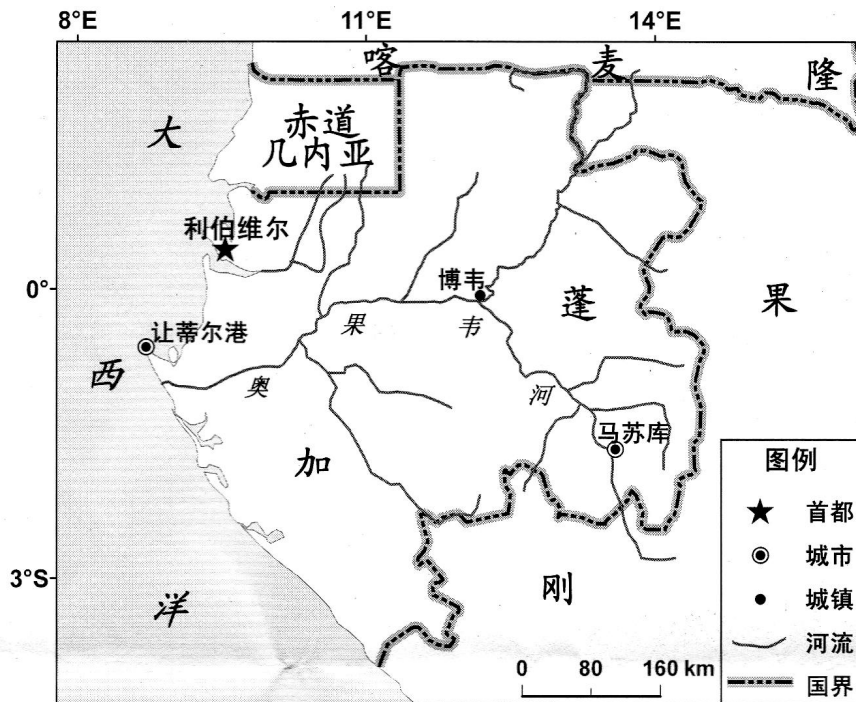 8°E 11°E 14°E
喀 麦 隆
大 西 洋
赤道
几内亚
利伯维尔
0°
博韦
加 蓬
果
让蒂尔港
奥 果 韦 河
马苏库
3°S
刚
图例
首都
城市
城镇
河流
国界
0 80 160 km